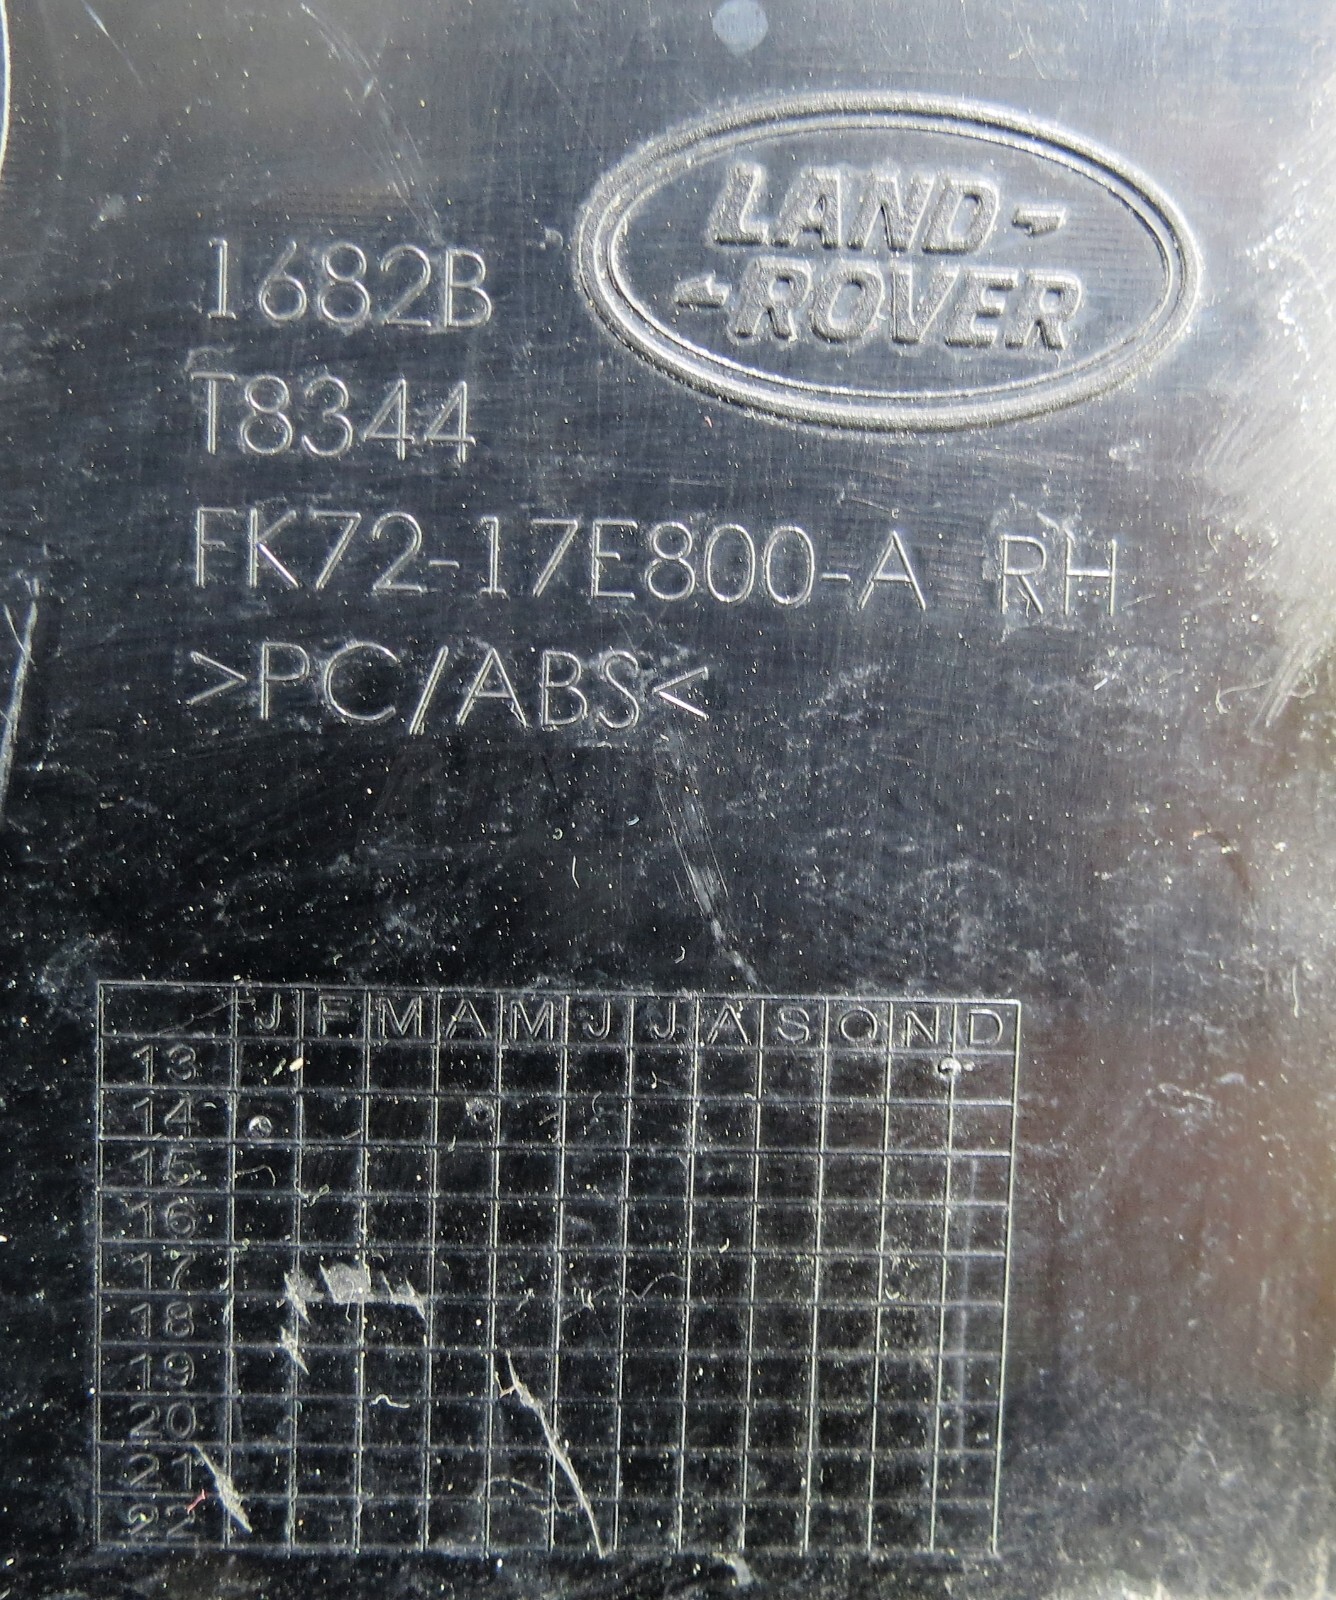 LAND
ROVER
1682B
T8344
FK72-17E800-A RH
>PC/ABS<
J F M A M J J A S O N D
13
14
15
16
17
18
19
20
21
22